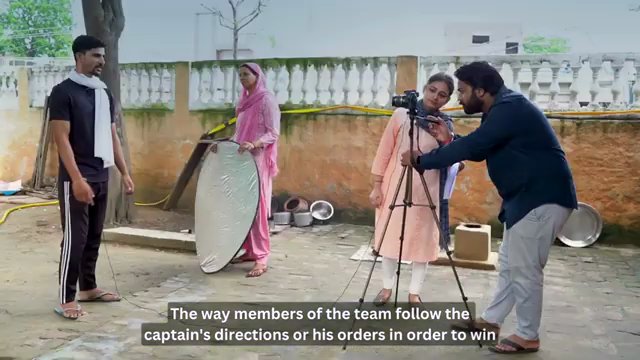 The way members of the team follow the
captain's directions or his orders in order to win